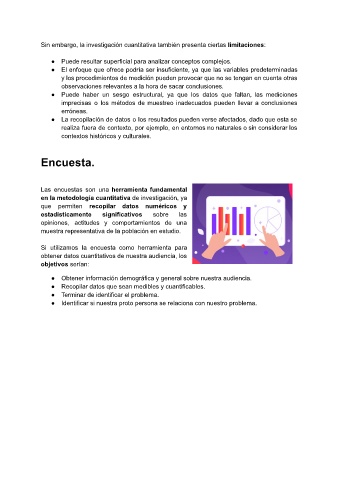 Sin embargo, la investigación cuantitativa también presenta ciertas limitaciones:
● Puede resultar superficial para analizar conceptos complejos.
● El enfoque que ofrece podría ser insuficiente, ya que las variables predeterminadas
y los procedimientos de medición pueden provocar que no se tengan en cuenta otras
observaciones relevantes a la hora de sacar conclusiones.
● Puede haber un sesgo estructural, ya que los datos que faltan, las mediciones
imprecisas o los métodos de muestreo inadecuados pueden llevar a conclusiones
erróneas.
● La recopilación de datos o los resultados pueden verse afectados, dado que esta se
realiza fuera de contexto, por ejemplo, en entornos no naturales o sin considerar los
contextos históricos y culturales.
Encuesta.
Las encuestas son una herramienta fundamental
en la metodología cuantitativa de investigación, ya
que permiten recopilar datos numéricos y
estadísticamente significativos sobre las
opiniones, actitudes y comportamientos de una
muestra representativa de la población en estudio.
Si utilizamos la encuesta como herramienta para
obtener datos cuantitativos de nuestra audiencia, los
objetivos serían:
● Obtener información demográfica y general sobre nuestra audiencia.
● Recopilar datos que sean medibles y cuantificables.
● Terminar de identificar el problema.
● Identificar si nuestra proto persona se relaciona con nuestro problema.